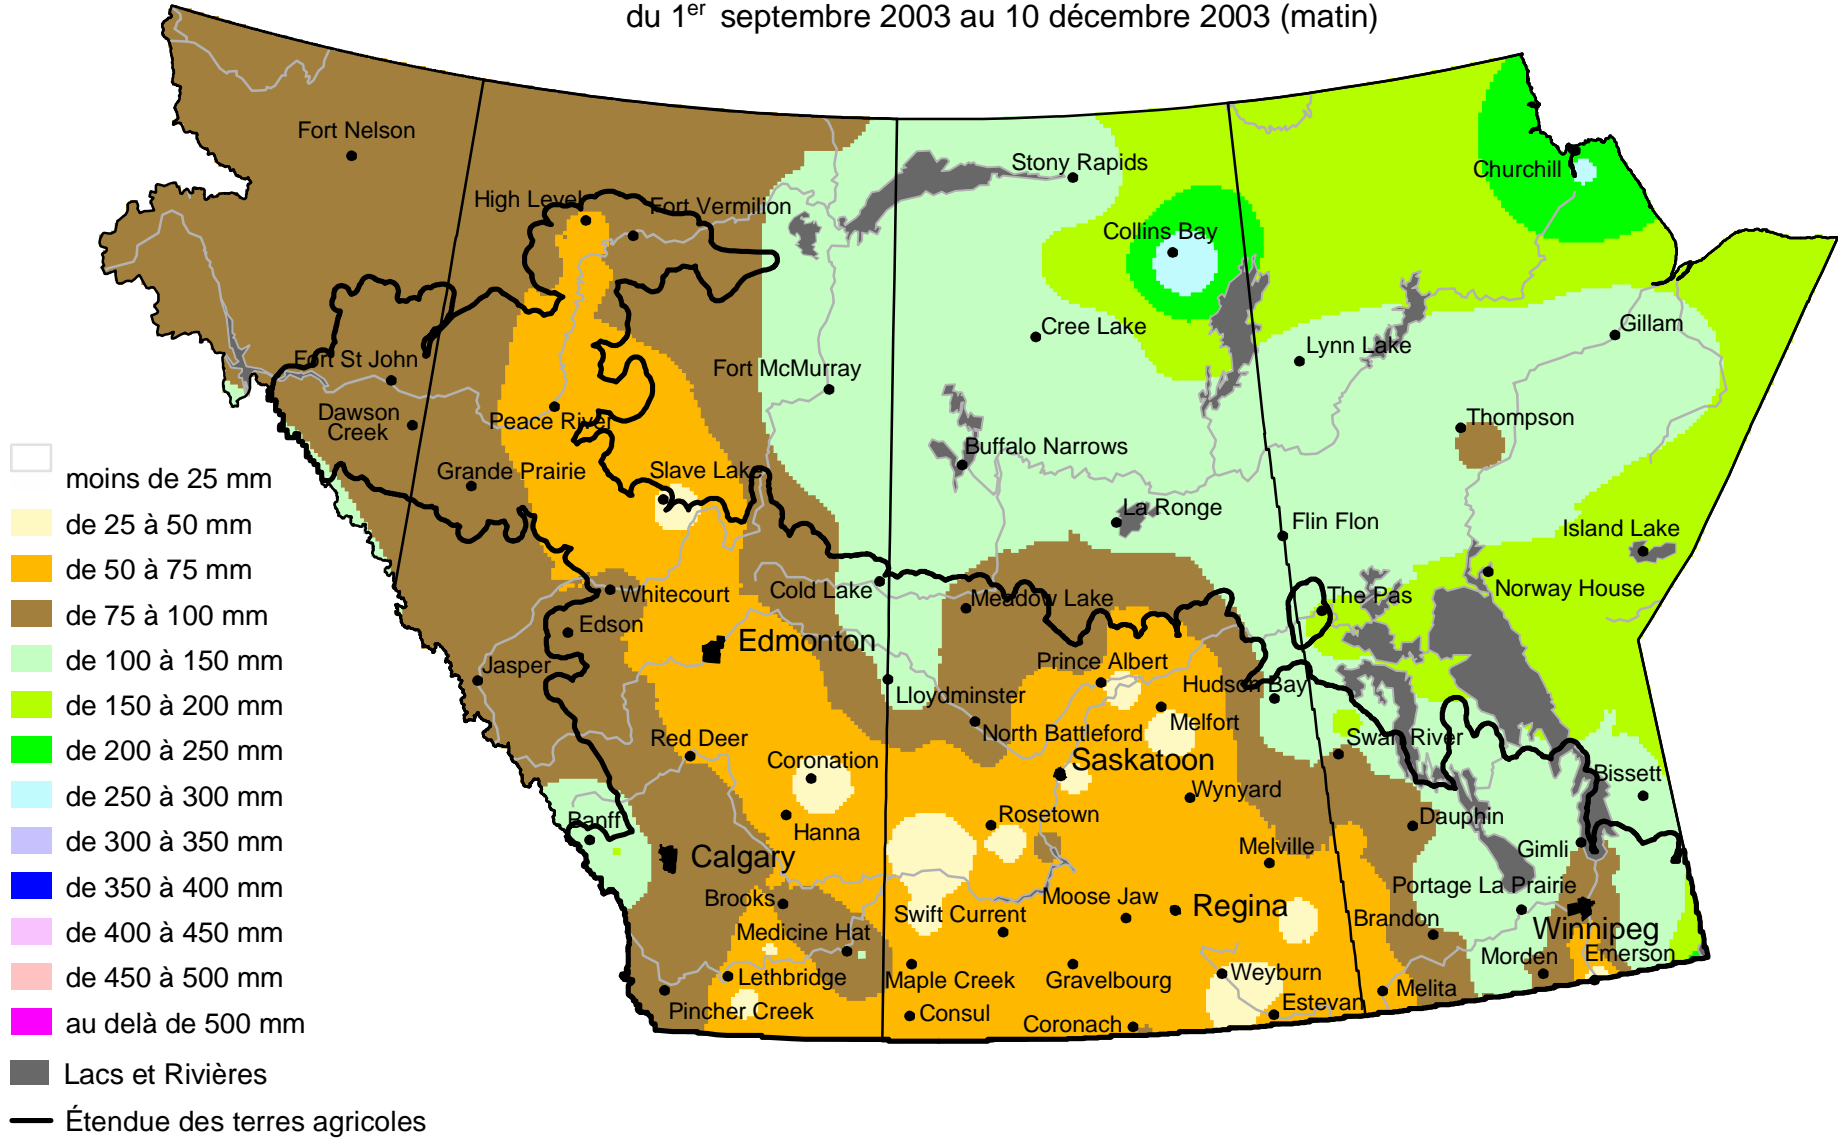 du 1er septembre 2003 au 10 décembre 2003 (matin)
Fort Nelson
High Level
Fort Vermilion
Stony Rapids
Churchill
Collins Bay
Cree Lake
Gillam
Lynn Lake
Fort St John
Fort McMurray
Dawson
Creek
Peace River
Thompson
Buffalo Narrows
Grande Prairie
Slave Lake
La Ronge
Flin Flon
Island Lake
Whitecourt
Cold Lake
Meadow Lake
The Pas
Norway House
Edson
Edmonton
Jasper
Prince Albert
Hudson Bay
Lloydminster
Melfort
North Battleford
Red Deer
Swan River
Coronation
Saskatoon
Bissett
Wynyard
Banff
Hanna
Rosetown
Dauphin
Calgary
Melville
Gimli
Brooks
Moose Jaw
Portage La Prairie
Swift Current
Regina
Brandon
Medicine Hat
Winnipeg
Morden
Emerson
Lethbridge
Maple Creek
Gravelbourg
Weyburn
Melita
Pincher Creek
Consul
Coronach
Estevan
moins de 25 mm
de 25 à 50 mm
de 50 à 75 mm
de 75 à 100 mm
de 100 à 150 mm
de 150 à 200 mm
de 200 à 250 mm
de 250 à 300 mm
de 300 à 350 mm
de 350 à 400 mm
de 400 à 450 mm
de 450 à 500 mm
au delà de 500 mm
Lacs et Rivières
Étendue des terres agricoles